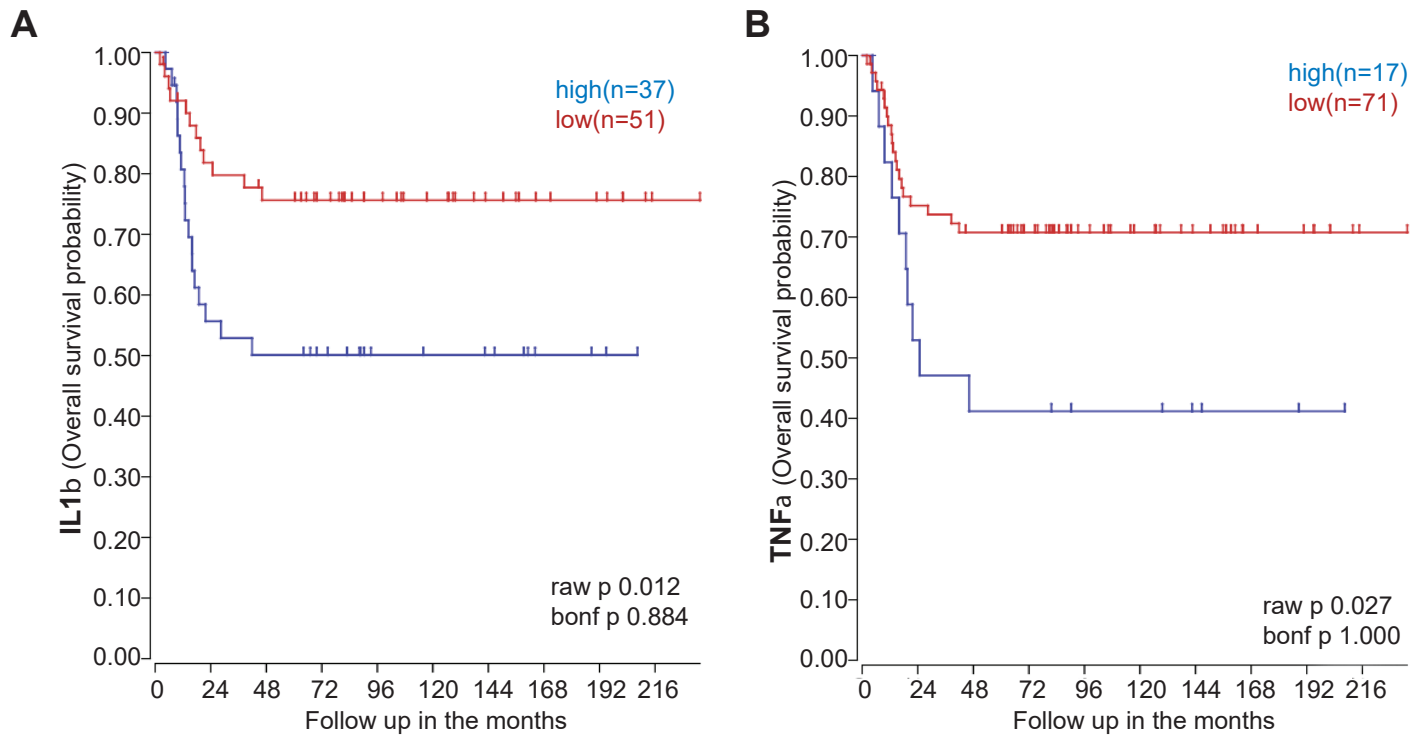 A
IL1b (Overall survival probability)
1.00
0.90
0.80
0.70
0.60
0.50
0.40
0.30
0.20
0.10
0.00
high(n=37)
low(n=51)
raw p 0.012
bonf p 0.884
0 24 48 72 96 120 144 168 192 216
Follow up in the months
B
TNFa (Overall survival probability)
1.00
0.90
0.80
0.70
0.60
0.50
0.40
0.30
0.20
0.10
0.00
high(n=17)
low(n=71)
raw p 0.027
bonf p 1.000
0 24 48 72 96 120 144 168 192 216
Follow up in the months